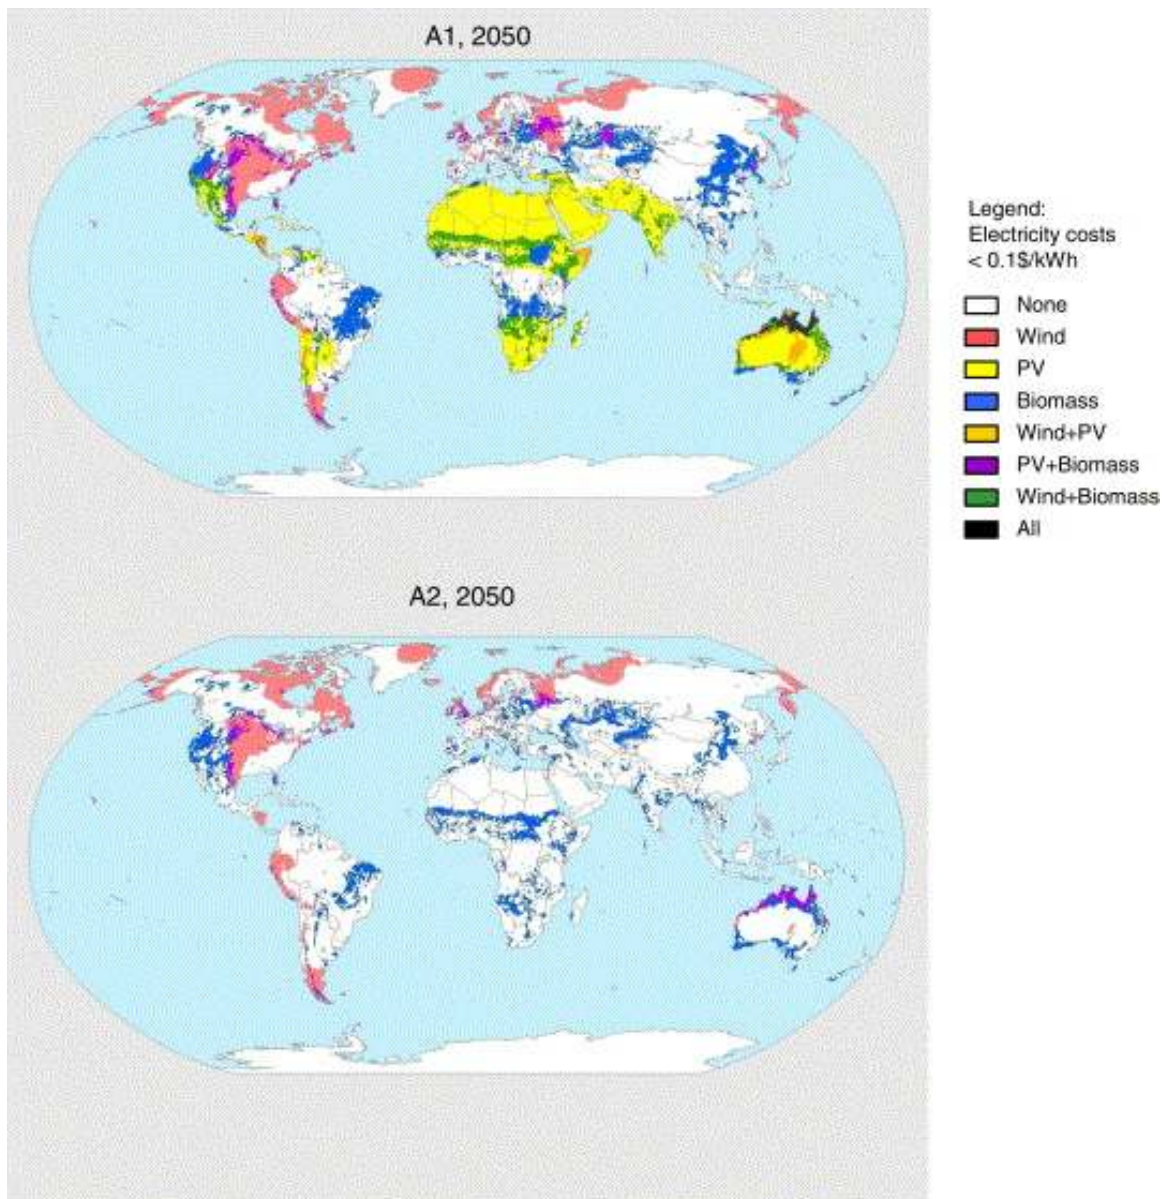 A1, 2050
Legend:
Electricity costs
< 0.1$/kWh
None
Wind
PV
Biomass
Wind+PV
PV+Biomass
Wind+Biomass
All
A2, 2050